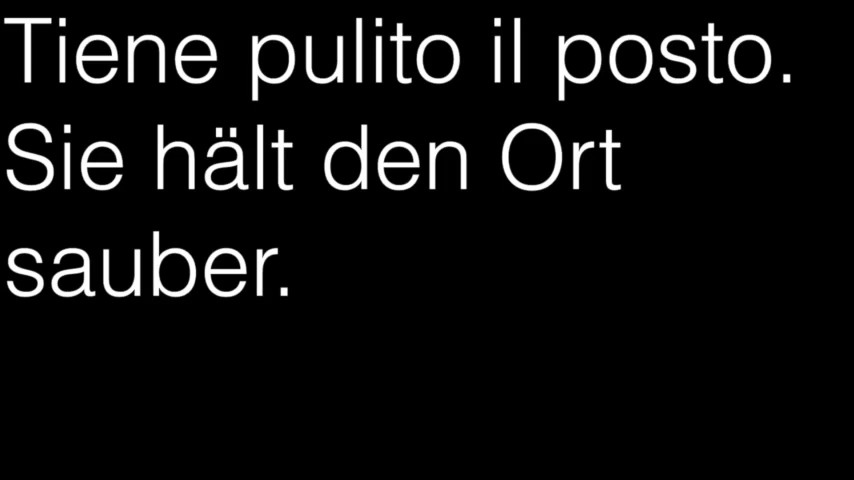 Tiene pulito il posto.
Sie hält den Ort
sauber.